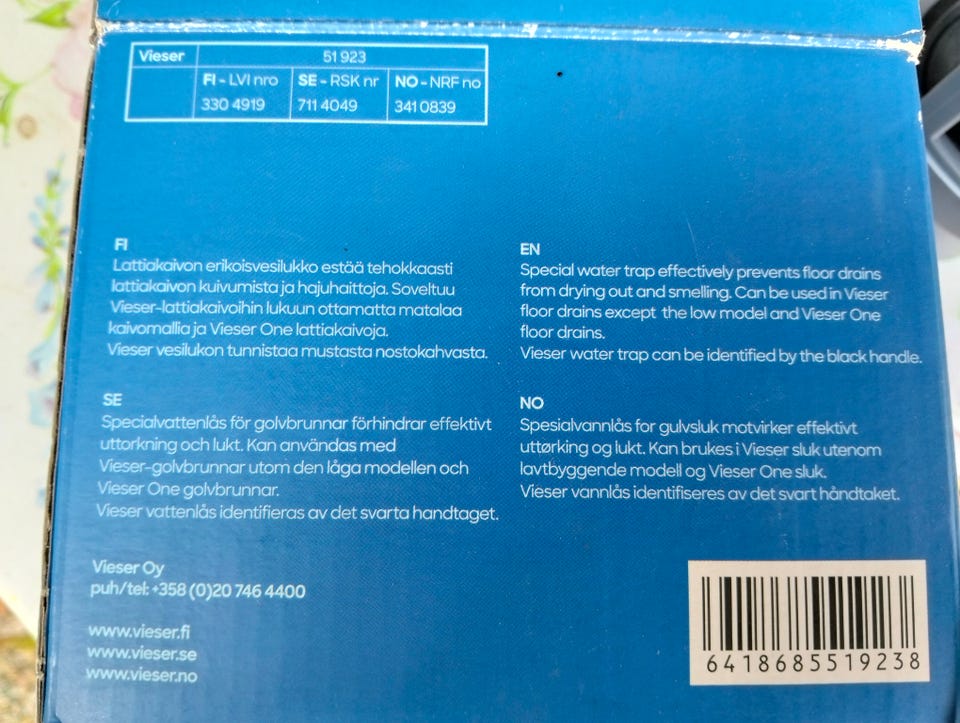 Vieser 51 923
FI - LVI nro SE - RSK nr NO - NRF no
330 4919 711 4049 341 0839
FI
Lattiakaivon erikoisvesilukko estää tehokkaasti
lattiakaivon kuivumista ja hajuhaittoja. Soveltuu
Vieser-lattiakaivoihin lukuun ottamatta matalaa
kaivomallia ja Vieser One lattiakaivoja.
Vieser vesilukon tunnistaa mustasta nostokahvasta.
EN
Special water trap effectively prevents floor drains
from drying out and smelling. Can be used in Vieser
floor drains except the low model and Vieser One
floor drains.
Vieser water trap can be identified by the black handle.
SE
Specialvattenlås för golvbrunnar förhindrar effektivt
uttorkning och lukt. Kan användas med
Vieser-golvbrunnar utom den låga modellen och
Vieser One golvbrunnar.
Vieser vattenlås identifieras av det svarta handtaget.
NO
Spesialvannlås for gulvsluk motvirker effektivt
uttørking og lukt. Kan brukes i Vieser sluk utenom
lavtbyggende modell og Vieser One sluk.
Vieser vannlås identifiseres av det svart håndtaket.
Vieser Oy
puh/tel: +358 (0)20 746 4400
www.vieser.fi
www.vieser.se
www.vieser.no
6418685519238